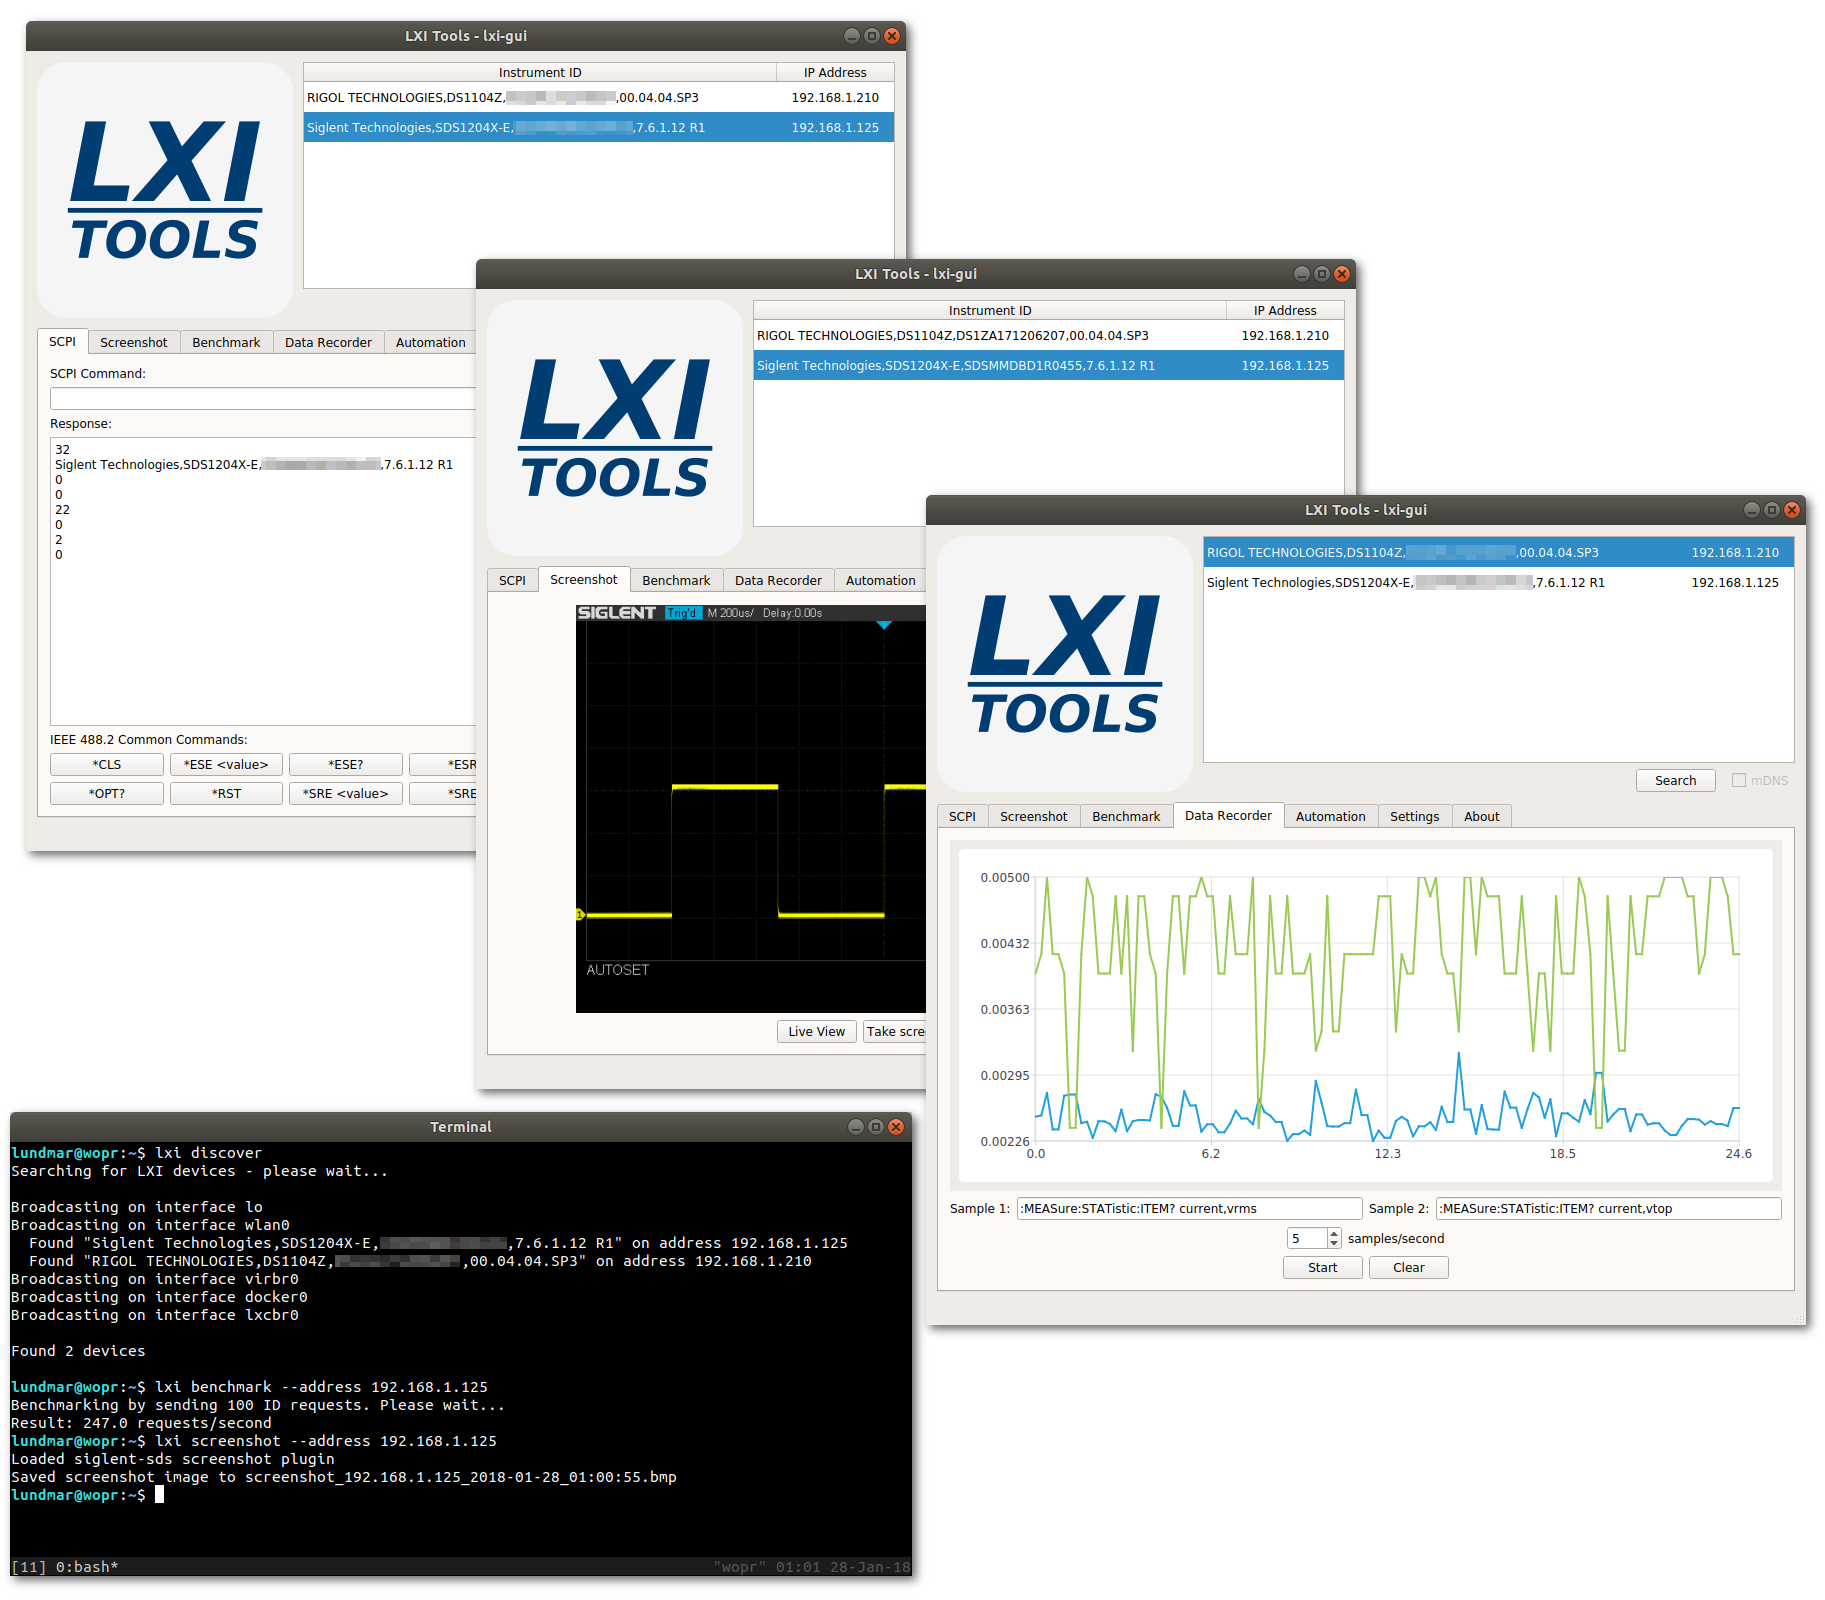 LXI Tools - lxi-gui
LXI
TOOLS
Instrument ID IP Address
RIGOL TECHNOLOGIES,DS1104Z, ,00.04.04.SP3 192.168.1.210
Siglent Technologies,SDS1204X-E, ,7.6.1.12 R1 192.168.1.125
SCPI Screenshot Benchmark Data Recorder Automation
SCPI Command:
Response:
32
Siglent Technologies,SDS1204X-E, ,7.6.1.12 R1
0
0
22
0
2
0
IEEE 488.2 Common Commands:
*CLS *ESE <value> *ESE? *ESR
*OPT? *RST *SRE <value> *SRE
LXI Tools - lxi-gui
LXI
TOOLS
Instrument ID IP Address
RIGOL TECHNOLOGIES,DS1104Z,DS1ZA171206207,00.04.04.SP3 192.168.1.210
Siglent Technologies,SDS1204X-E,SDSMMDBD1R0455,7.6.1.12 R1 192.168.1.125
SCPI Screenshot Benchmark Data Recorder Automation
SIGLENT Trig'd M 200us/ Delay:0.00s
1
AUTOSET
Live View Take scre
LXI Tools - lxi-gui
LXI
TOOLS
RIGOL TECHNOLOGIES,DS1104Z, ,00.04.04.SP3 192.168.1.210
Siglent Technologies,SDS1204X-E, ,7.6.1.12 R1 192.168.1.125
Search mDNS
SCPI Screenshot Benchmark Data Recorder Automation Settings About
0.00500
0.00432
0.00363
0.00295
0.00226
0.0 6.2 12.3 18.5 24.6
Sample 1: :MEASure:STATistic:ITEM? current,vrms Sample 2: :MEASure:STATistic:ITEM? current,vtop
5 samples/second
Start Clear
Terminal
lundmar@wopr:~$ lxi discover
Searching for LXI devices - please wait...
Broadcasting on interface lo
Broadcasting on interface wlan0
Found "Siglent Technologies,SDS1204X-E, ,7.6.1.12 R1" on address 192.168.1.125
Found "RIGOL TECHNOLOGIES,DS1104Z, ,00.04.04.SP3" on address 192.168.1.210
Broadcasting on interface virbr0
Broadcasting on interface docker0
Broadcasting on interface lxcbr0
Found 2 devices
lundmar@wopr:~$ lxi benchmark --address 192.168.1.125
Benchmarking by sending 100 ID requests. Please wait...
Result: 247.0 requests/second
lundmar@wopr:~$ lxi screenshot --address 192.168.1.125
Loaded siglent-sds screenshot plugin
Saved screenshot image to screenshot_192.168.1.125_2018-01-28_01:00:55.bmp
lundmar@wopr:~$
[11] 0:bash* "wopr" 01:01 28-Jan-18